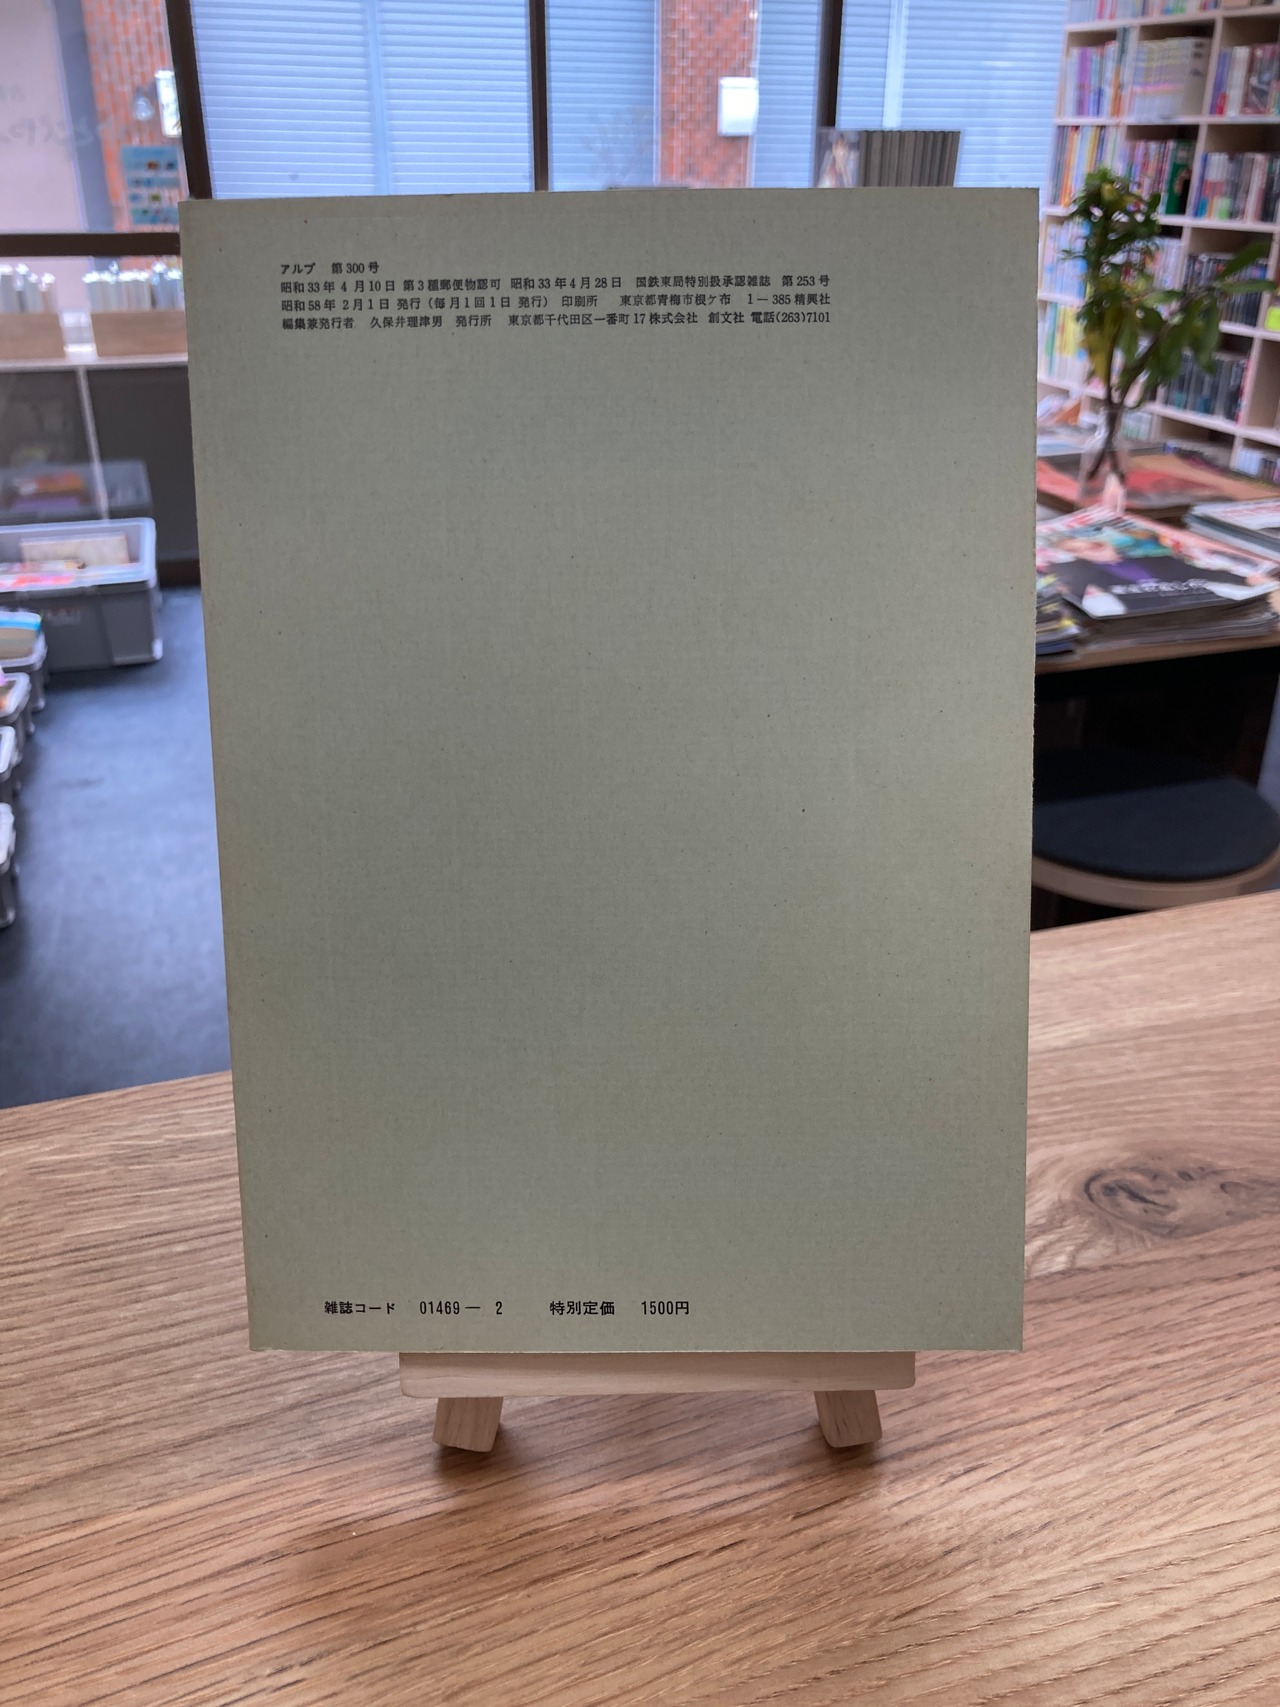 アルプ 第300号
昭和33年4月10日 第3種郵便物認可 昭和33年4月28日 国鉄東局特別扱承認雑誌 第253号
昭和58年2月1日 発行(毎月1回1日 発行) 印刷所 東京都青梅市根ケ布 1―385精興社
編集兼発行者 久保井理津男 発行所 東京都千代田区一番町17株式会社 創文社 電話(263)7101
雑誌コード 01469― 2 特別定価 1500円